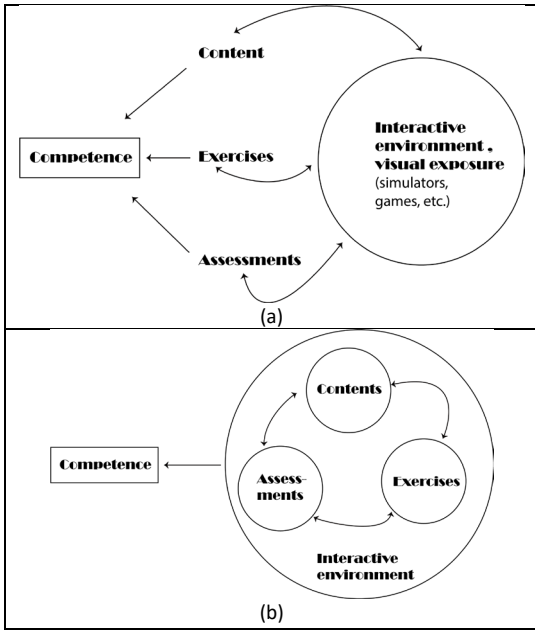 Content
Interactive
environment,
visual exposure
(simulators,
games, etc.)
Competence
Exercises
Assessments
(a)
Contents
Competence
Assess-
ments
Exercises
Interactive
environment
(b)